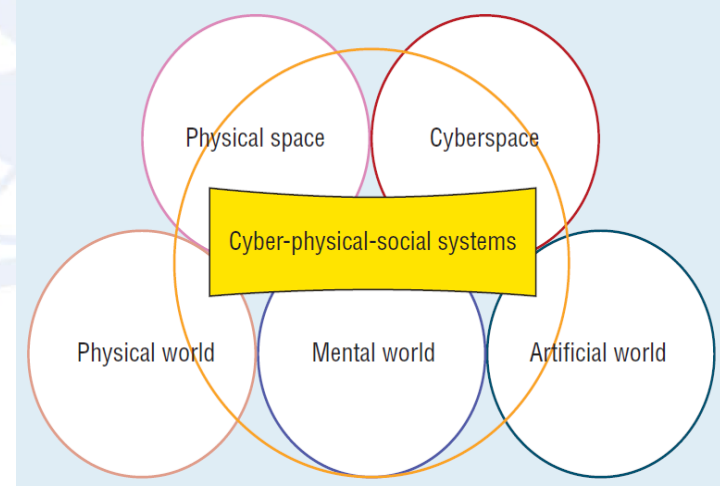 Physical space
Cyberspace
Cyber-physical-social systems
Physical world
Mental world
Artificial world